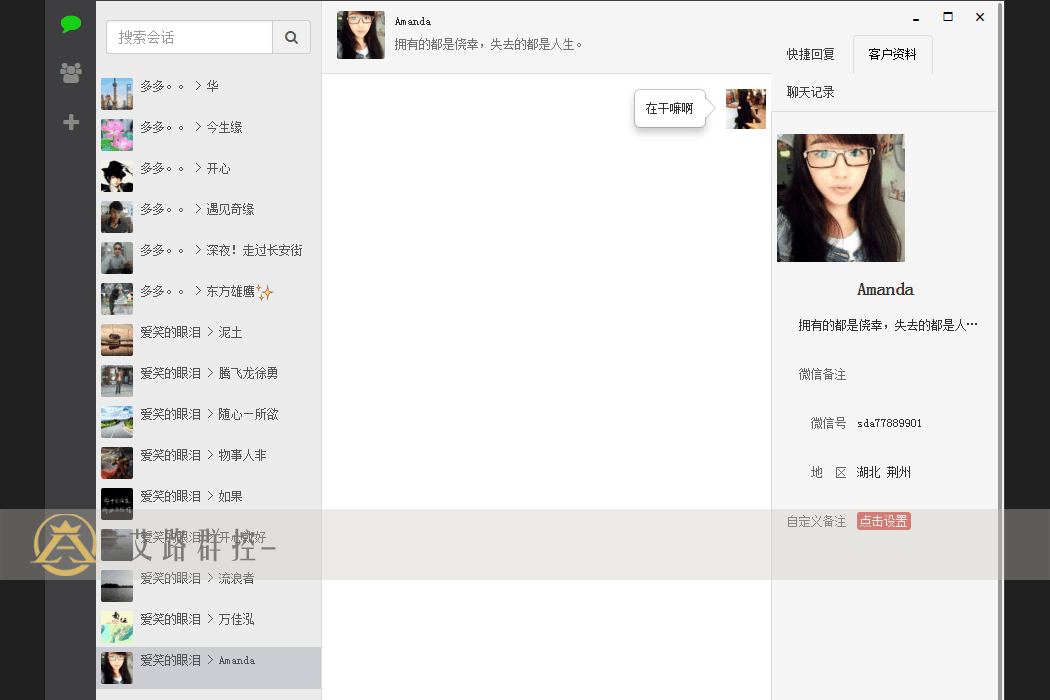 搜索会话
多多。。 > 华
多多。。 > 今生缘
多多。。 > 开心
多多。。 > 遇见奇缘
多多。。 > 深夜！走过长安街
多多。。 > 东方雄鹰✨
爱笑的眼泪 > 泥土
爱笑的眼泪 > 腾飞龙徐勇
爱笑的眼泪 > 随心一所欲
爱笑的眼泪 > 物事人非
爱笑的眼泪 > 如果
爱笑的眼泪 > 开心就好
爱笑的眼泪 > 流浪者
爱笑的眼泪 > 万佳泓
爱笑的眼泪 > Amanda
艾路群控
Amanda
拥有的都是侥幸，失去的都是人生。
在干嘛啊
快捷回复
客户资料
聊天记录
Amanda
拥有的都是侥幸，失去的都是人…
微信备注
微信号 sda77889901
地 区 湖北 荆州
自定义备注 点击设置